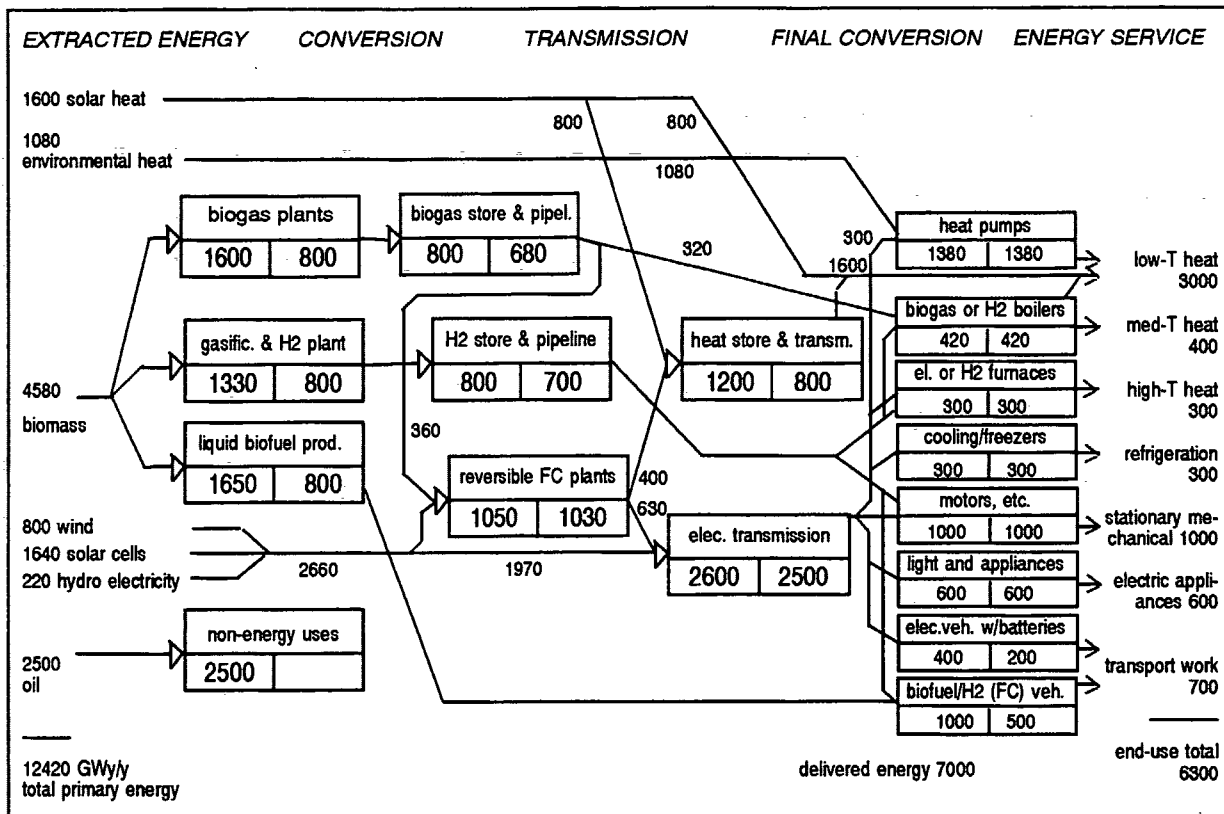 EXTRACTED ENERGY CONVERSION TRANSMISSION FINAL CONVERSION ENERGY SERVICE
1600 solar heat
800 800
1080
environmental heat
1080
biogas plants
1600 800
biogas store & pipel.
800 680
320
300
1600
heat pumps
1380 1380
low-T heat
3000
gasific. & H2 plant
1330 800
H2 store & pipeline
800 700
heat store & transm.
1200 800
biogas or H2 boilers
420 420
med-T heat
400
4580
biomass
el. or H2 furnaces
300 300
high-T heat
300
liquid biofuel prod.
1650 800
360
reversible FC plants
1050 1030
400
630
cooling/freezers
300 300
refrigeration
300
800 wind
1640 solar cells
220 hydro electricity
2660
1970
elec. transmission
2600 2500
motors, etc.
1000 1000
stationary me-
chanical 1000
light and appliances
600 600
electric appli-
ances 600
non-energy uses
2500
2500
oil
elec.veh. w/batteries
400 200
transport work
700
biofuel/H2 (FC) veh.
1000 500
12420 GWy/y
total primary energy
delivered energy 7000
end-use total
6300